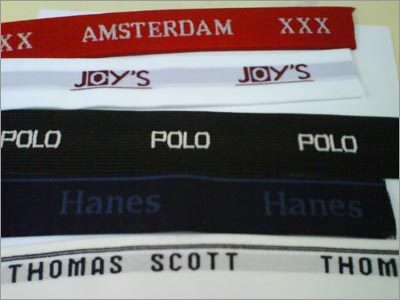 XX AMSTERDAM XXX
JOY'S JOY'S
POLO POLO POLO
Hanes Hanes
THOMAS SCOTT THOM